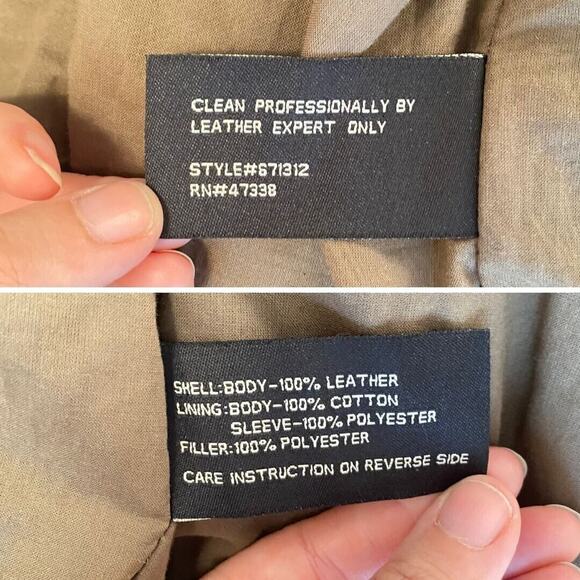 CLEAN PROFESSIONALLY BY
LEATHER EXPERT ONLY
STYLE#671312
RN#47338
SHELL:BODY-100% LEATHER
LINING:BODY-100% COTTON
SLEEVE-100% POLYESTER
FILLER:100% POLYESTER
CARE INSTRUCTION ON REVERSE SIDE